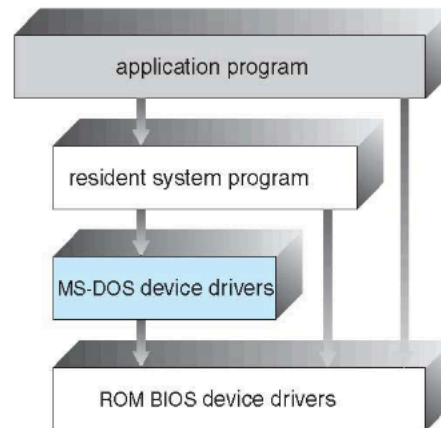 application program
resident system program
MS-DOS device drivers
ROM BIOS device drivers